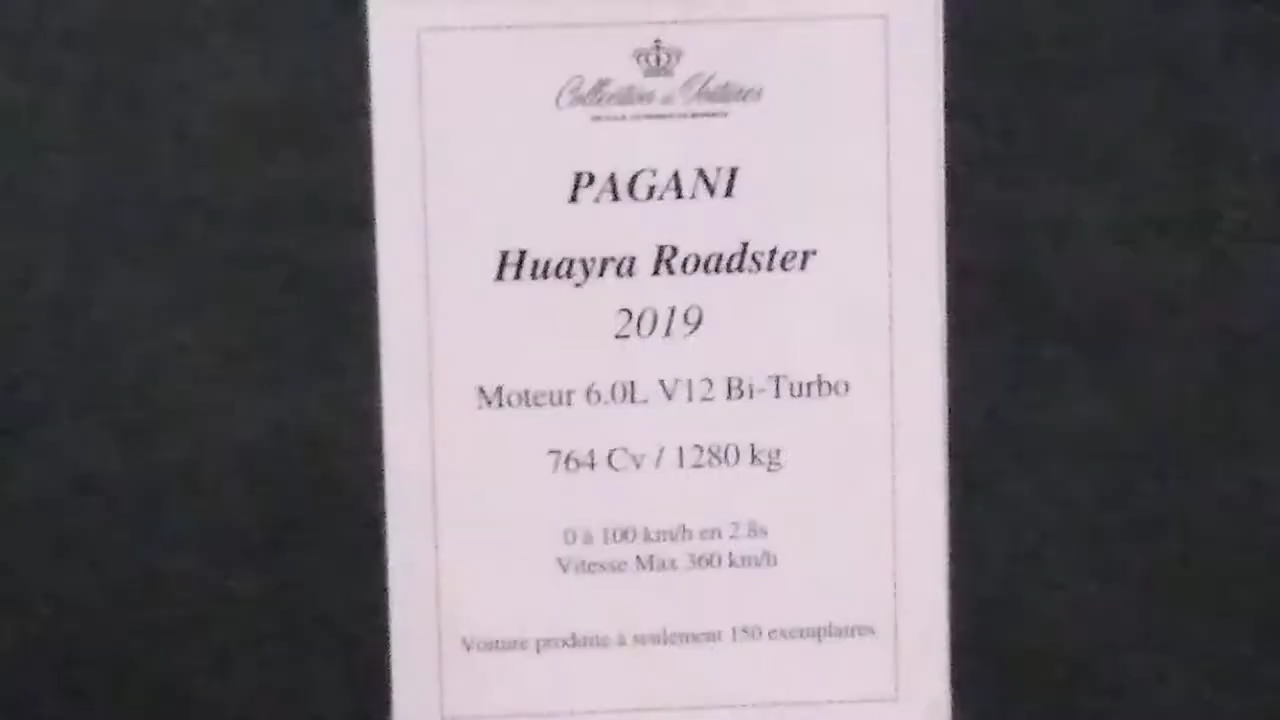 Collection de Voitures
PAGANI
Huayra Roadster
2019
Moteur 6.0L V12 Bi-Turbo
764 Cv / 1280 kg
0 à 100 km/h en 2.8s
Vitesse Max 360 km/h
Voiture produite à seulement 150 exemplaires